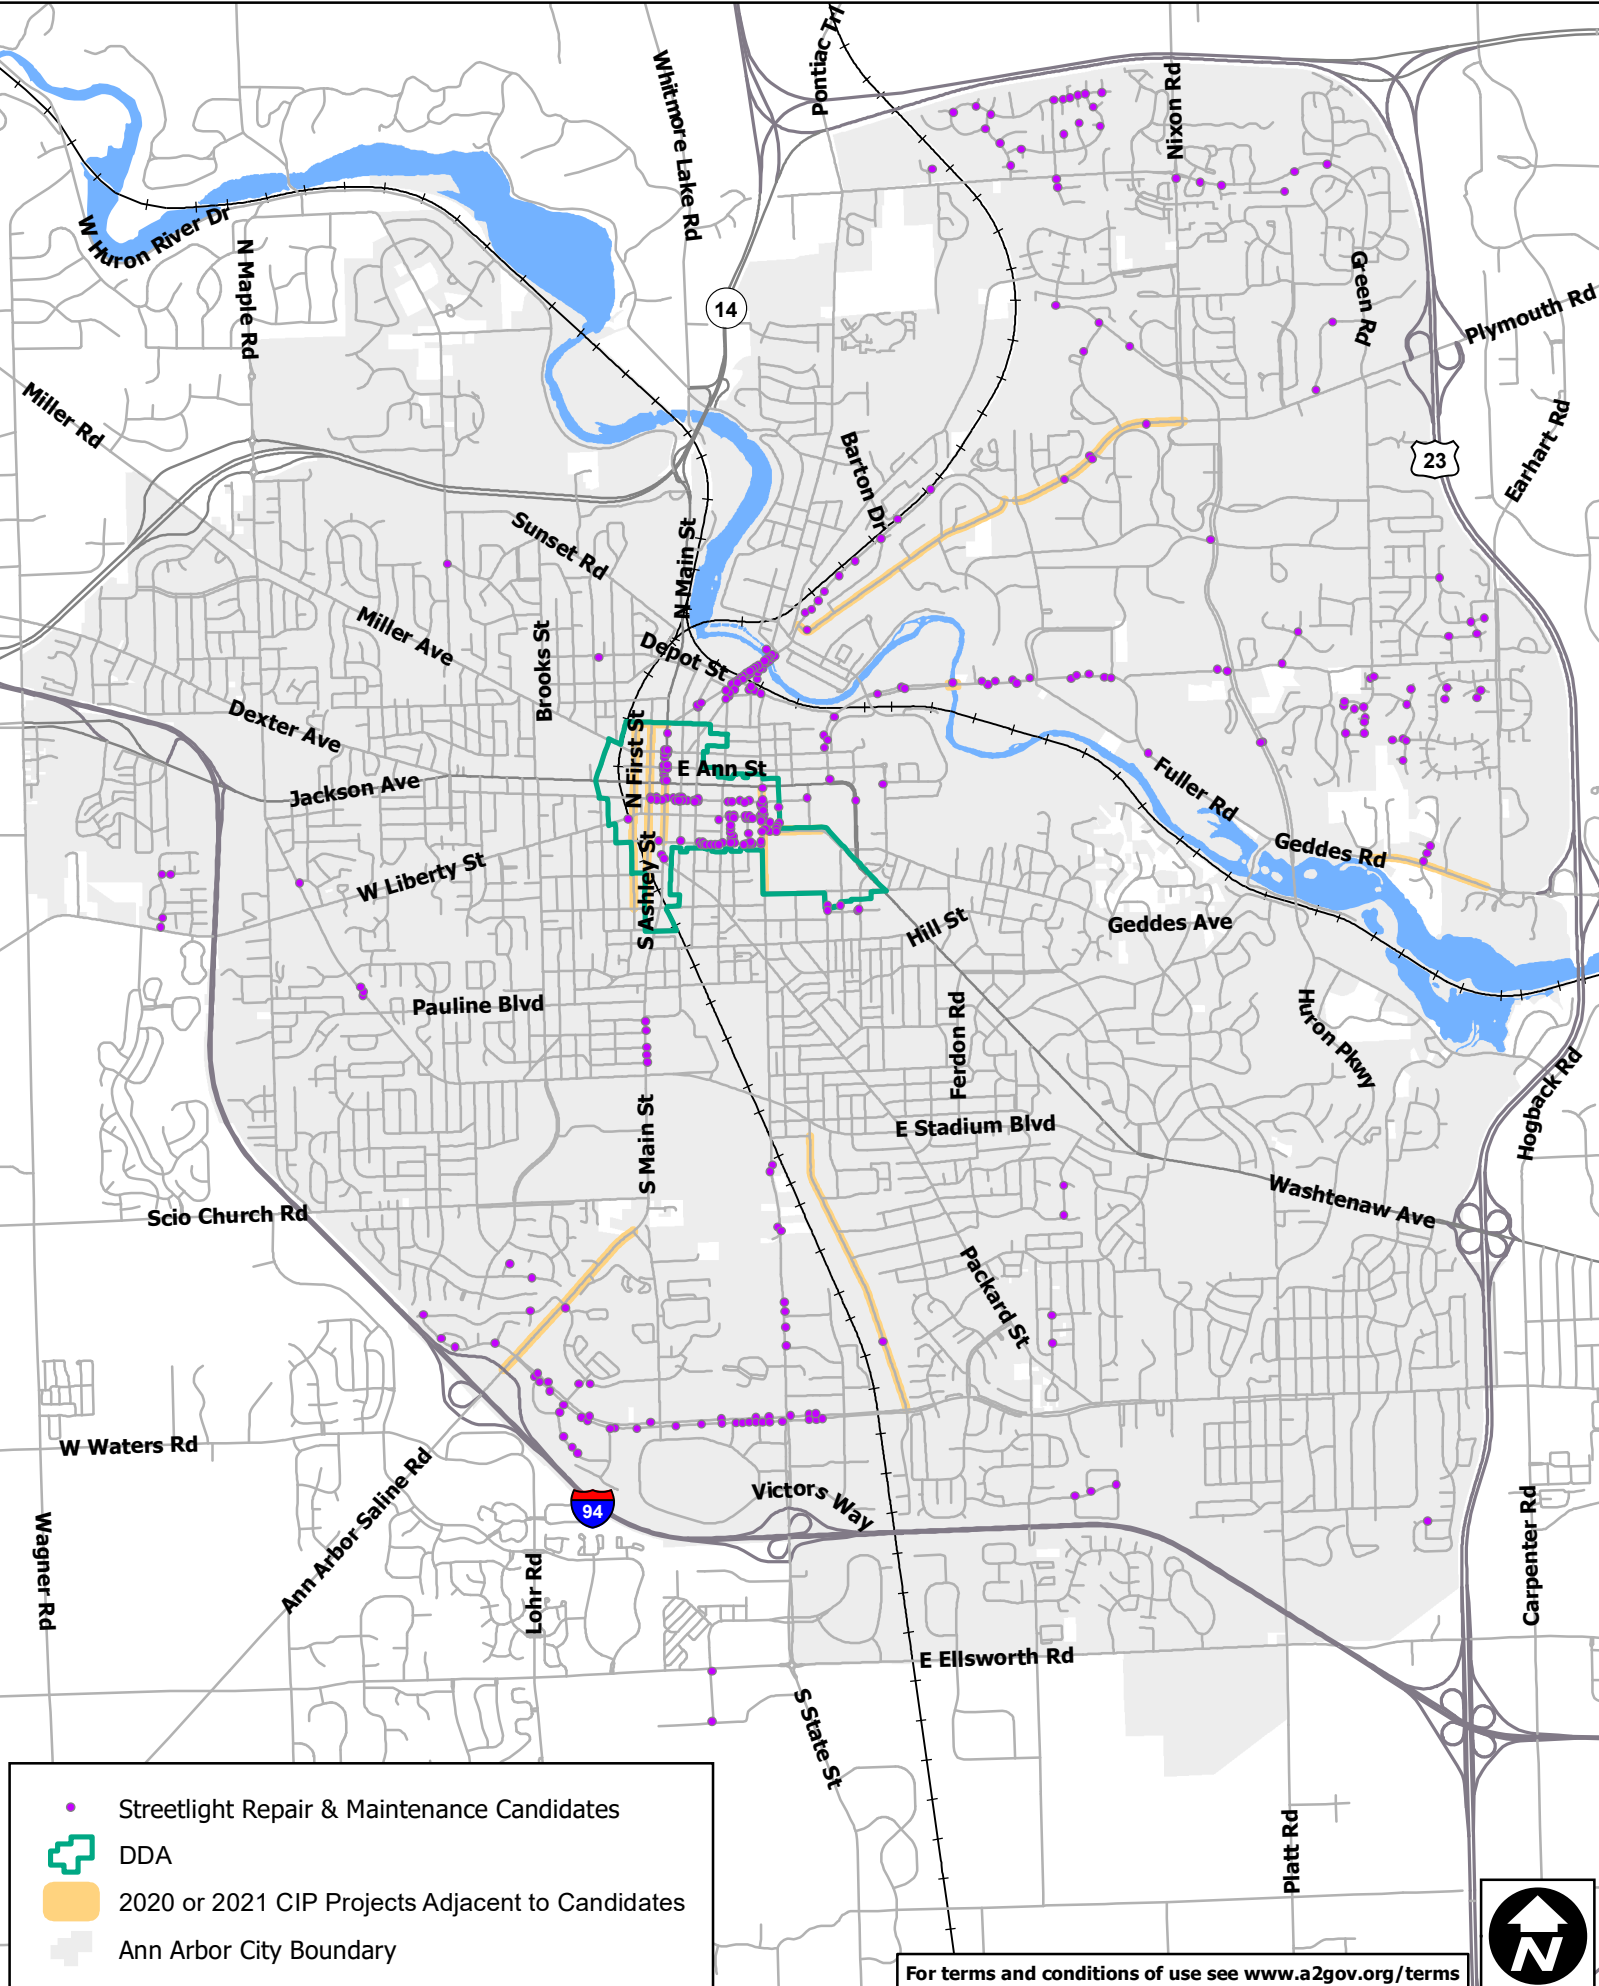 Pontiac Trl
Whitmore Lake Rd
Nixon Rd
W Huron River Dr
N Maple Rd
14
Green Rd
Plymouth Rd
Miller Rd
Earhart Rd
Barton Dr
23
Sunset Rd
N Main St
Miller Ave
Brooks St
Depot St
Dexter Ave
N First St
E Ann St
Jackson Ave
Fuller Rd
Geddes Rd
S Ashley St
W Liberty St
Hill St
Geddes Ave
Pauline Blvd
Ferdon Rd
Huron Pkwy
Hogback Rd
S Main St
E Stadium Blvd
Washtenaw Ave
Scio Church Rd
Packard St
W Waters Rd
Ann Arbor Saline Rd
Victors Way
94
Wagner Rd
Lohr Rd
Carpenter Rd
E Ellsworth Rd
S State St
Platt Rd
Streetlight Repair & Maintenance Candidates
DDA
2020 or 2021 CIP Projects Adjacent to Candidates
Ann Arbor City Boundary
N
For terms and conditions of use see www.a2gov.org/terms